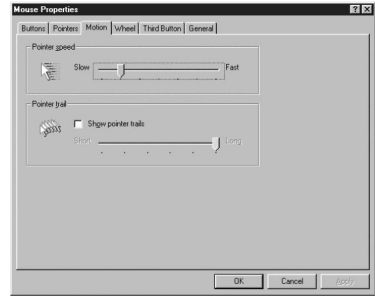 Mouse Properties
Buttons Pointers Motion Wheel Third Button General
Pointer speed
Slow Fast
Pointer trail
Show pointer trails
Short Long
OK Cancel Apply